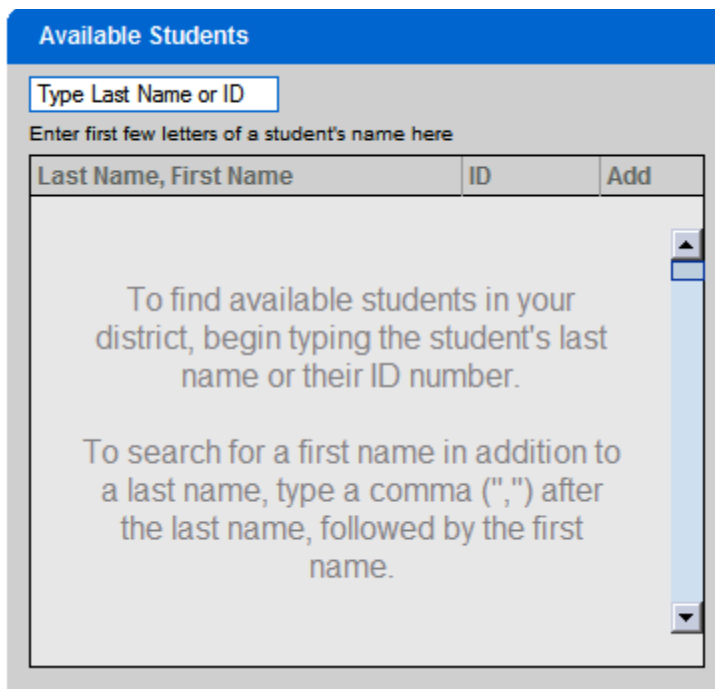 Available Students
Type Last Name or ID
Enter first few letters of a student's name here
Last Name, First Name ID Add
To find available students in your
district, begin typing the student's last
name or their ID number.
To search for a first name in addition to
a last name, type a comma (",") after
the last name, followed by the first
name.